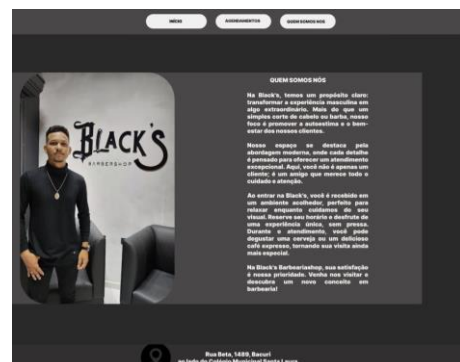 INÍCIO
AGENDAMENTOS
QUEM SOMOS NÓS
BLACK'S
BARBERSHOP
QUEM SOMOS NÓS
Na Black's, temos um propósito claro:
transformar a experiência masculina em
algo extraordinário. Mais do que um
simples corte de cabelo ou barba, nosso
foco é promover a autoestima e o bem-
estar dos nossos clientes.
Nosso espaço se destaca pela
abordagem moderna, onde cada detalhe
é pensado para oferecer um atendimento
excepcional. Aqui, você não é apenas um
cliente; é um amigo que merece todo o
cuidado e atenção.
Ao entrar na Black's, você é recebido em
um ambiente acolhedor, perfeito para
relaxar enquanto cuidamos do seu
visual. Reserve seu horário e desfrute de
uma experiência única, sem pressa.
Durante o atendimento, você pode
degustar uma cerveja ou um delicioso
café expresso, tornando sua visita ainda
mais especial.
Na Black's Barbeariashop, sua satisfação
é nossa prioridade. Venha nos visitar e
descubra um novo conceito em
barbearia!
Rua Beta, 1489, Bacuri
ao lado do Colégio Municipal Santa Laura